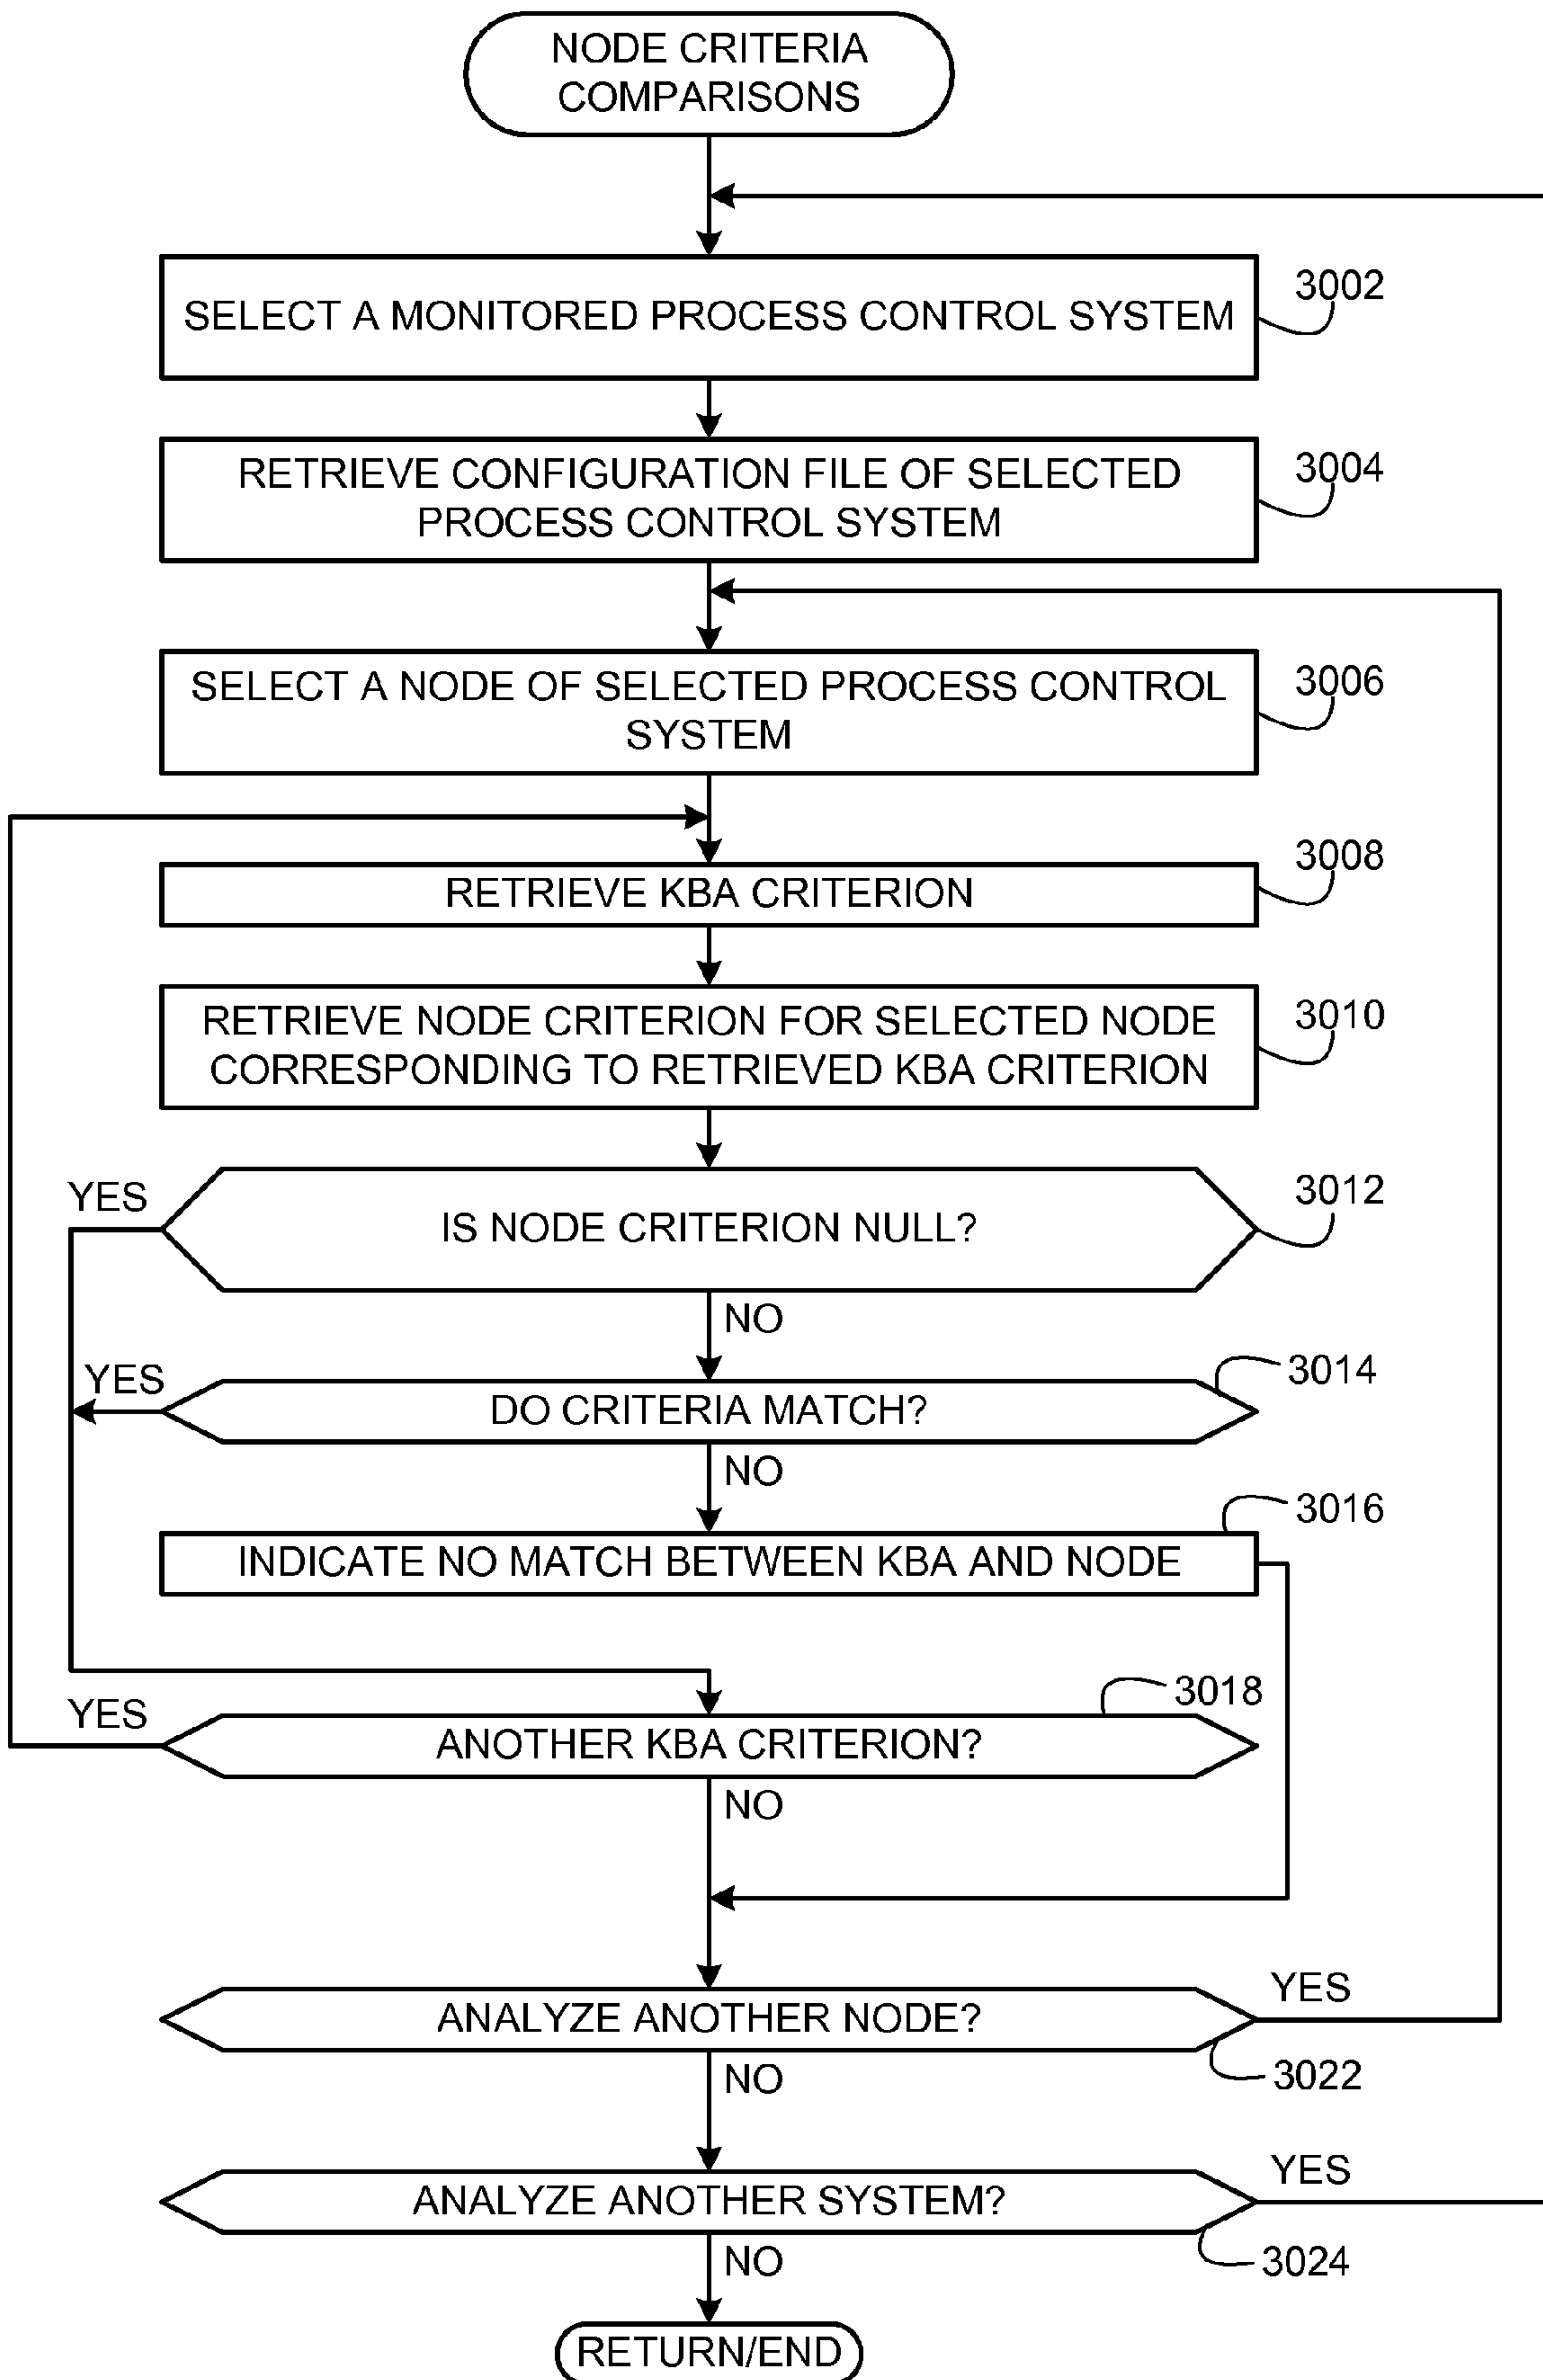 NODE CRITERIA
COMPARISONS
SELECT A MONITORED PROCESS CONTROL SYSTEM
3002
RETRIEVE CONFIGURATION FILE OF SELECTED
PROCESS CONTROL SYSTEM
3004
SELECT A NODE OF SELECTED PROCESS CONTROL
SYSTEM
3006
RETRIEVE KBA CRITERION
3008
RETRIEVE NODE CRITERION FOR SELECTED NODE
CORRESPONDING TO RETRIEVED KBA CRITERION
3010
YES
IS NODE CRITERION NULL?
3012
NO
YES
DO CRITERIA MATCH?
3014
NO
3016
INDICATE NO MATCH BETWEEN KBA AND NODE
3018
YES
ANOTHER KBA CRITERION?
NO
YES
ANALYZE ANOTHER NODE?
3022
NO
YES
ANALYZE ANOTHER SYSTEM?
3024
NO
RETURN/END